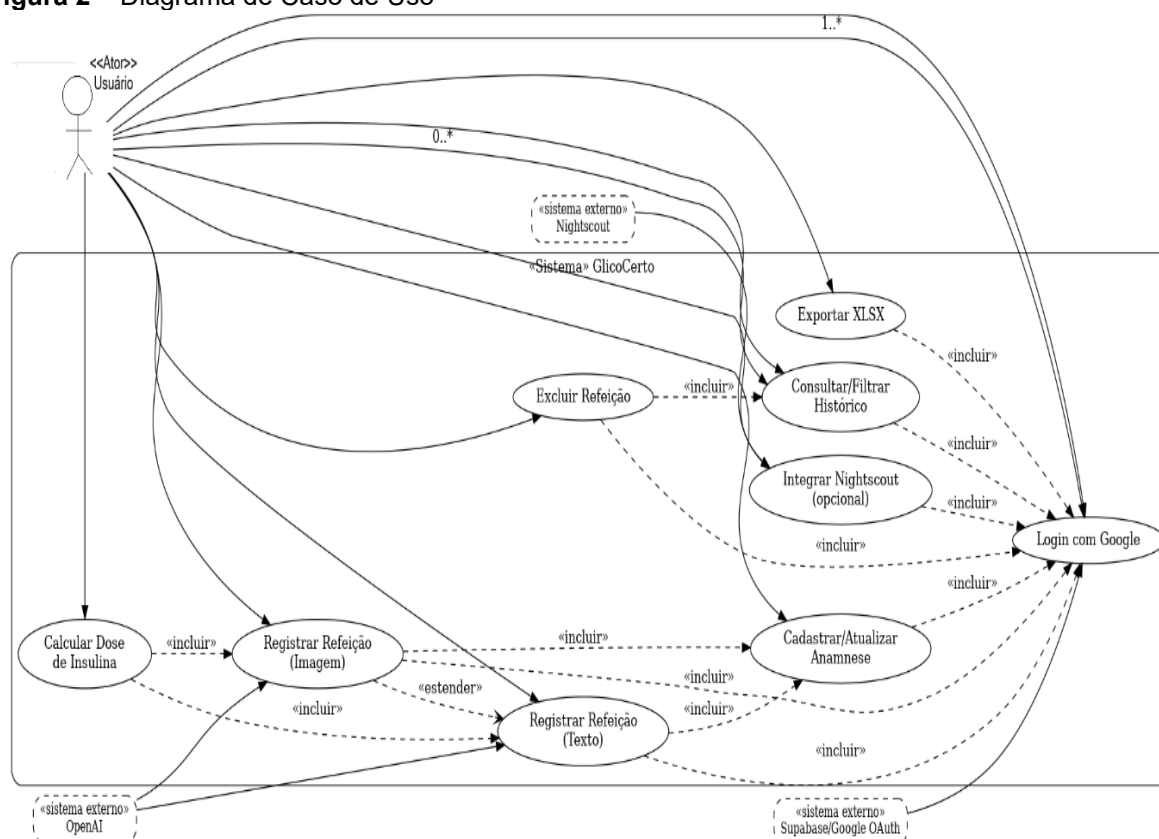 Figura 2 – Diagrama de Caso de Uso
1..*
<<Ator>>
Usuário
0..*
«sistema externo»
Nightscout
«Sistema» GlicoCerto
Exportar XLSX
«incluir»
Excluir Refeição
«incluir»
Consultar/Filtrar
Histórico
«incluir»
Integrar Nightscout
(opcional)
«incluir»
«incluir»
Login com Google
«incluir»
Calcular Dose
de Insulina
«incluir»
Registrar Refeição
(Imagem)
«incluir»
Cadastrar/Atualizar
Anamnese
«estender»
«incluir»
«incluir»
«incluir»
Registrar Refeição
(Texto)
«incluir»
«sistema externo»
OpenAI
«sistema externo»
Supabase/Google OAuth